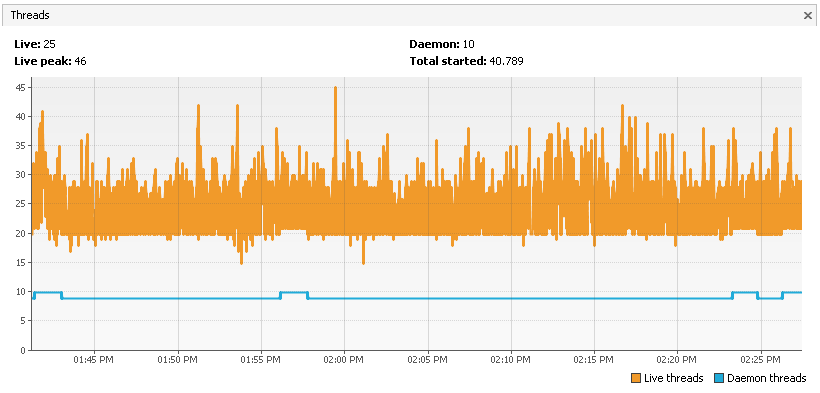 Threads
Live: 25 Daemon: 10
Live peak: 46 Total started: 40.789
45
40
35
30
25
20
15
10
5
0
01:45 PM 01:50 PM 01:55 PM 02:00 PM 02:05 PM 02:10 PM 02:15 PM 02:20 PM 02:25 PM
Live threads Daemon threads